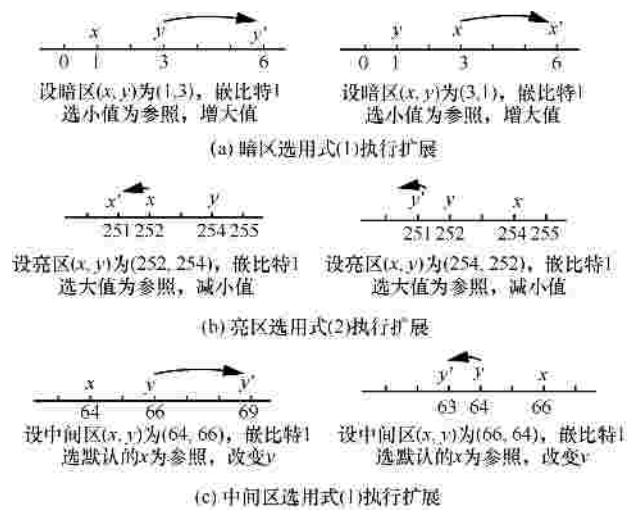 x y y' y x x'
0 1 3 6 0 1 3 6
设暗区(x, y)为(1,3)，嵌比特1 设暗区(x, y)为(3,1)，嵌比特1
选小值为参照，增大值 选小值为参照，增大值
(a) 暗区选用式(1)执行扩展
x' x y y' y x
251 252 254 255 251 252 254 255
设亮区(x, y)为(252, 254)，嵌比特1 设亮区(x, y)为(254, 252)，嵌比特1
选大值为参照，减小值 选大值为参照，减小值
(b) 亮区选用式(2)执行扩展
x y y' y' y x
64 66 69 63 64 66
设中间区(x, y)为(64, 66)，嵌比特1 设中间区(x, y)为(66, 64)，嵌比特1
选默认的x为参照，改变y 选默认的x为参照，改变y
(c) 中间区选用式(1)执行扩展